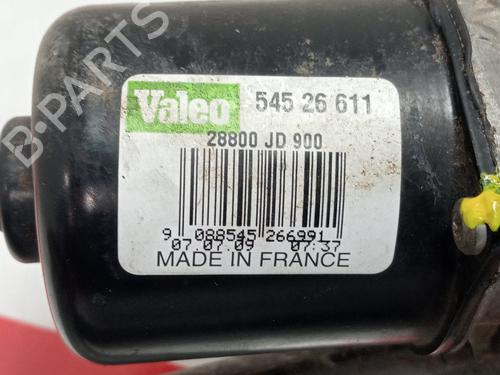 B-PARTS
Valeo 545 26 611
28800 JD 900
9 088545 266991
07.07.09 07:37
MADE IN FRANCE